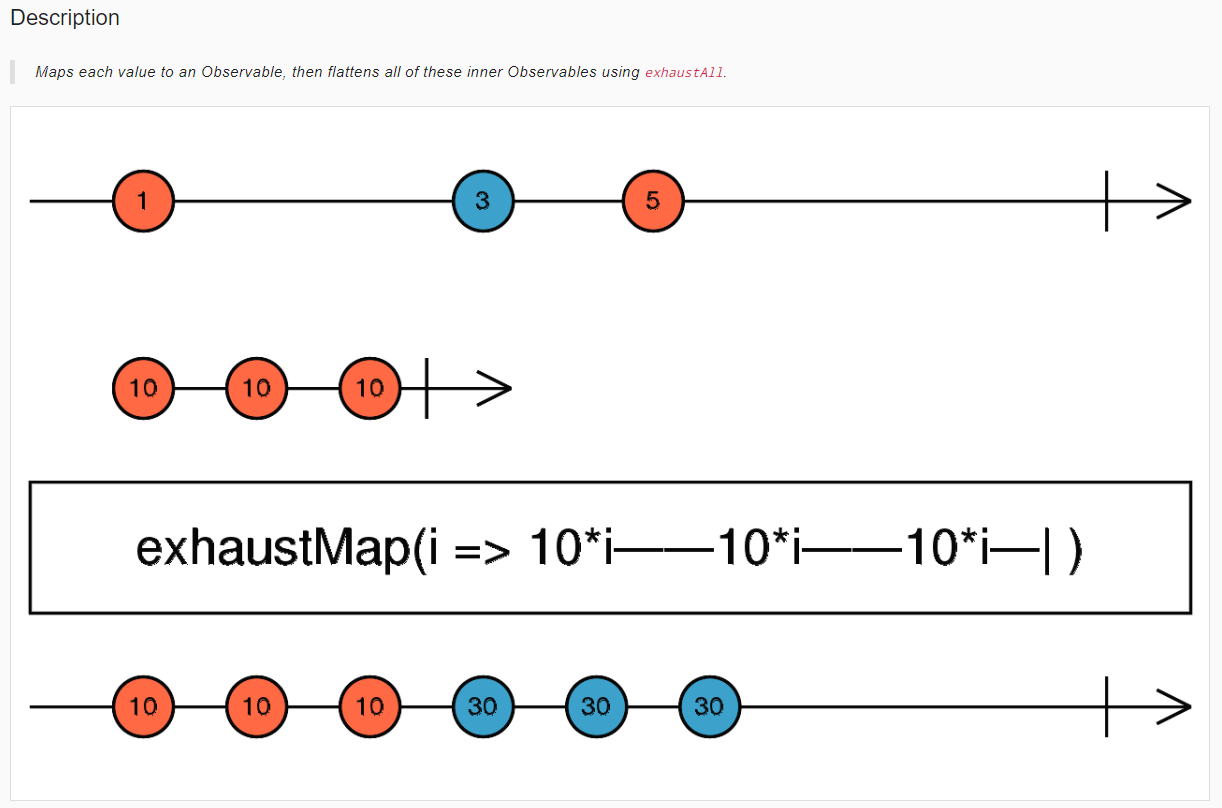 Description
Maps each value to an Observable, then flattens all of these inner Observables using exhaustAll.
1 3 5
10 10 10
exhaustMap(i => 10*i——10*i——10*i—| )
10 10 10 30 30 30